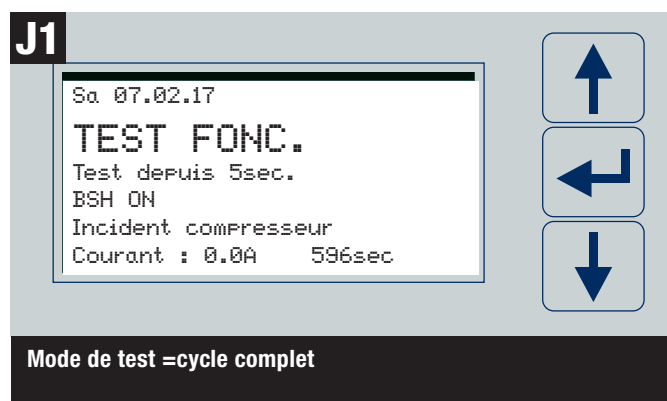 J1
Sa 07.02.17
TEST FONC.
Test depuis 5sec.
BSH ON
Incident compresseur
Courant : 0.0A 596sec
Mode de test =cycle complet